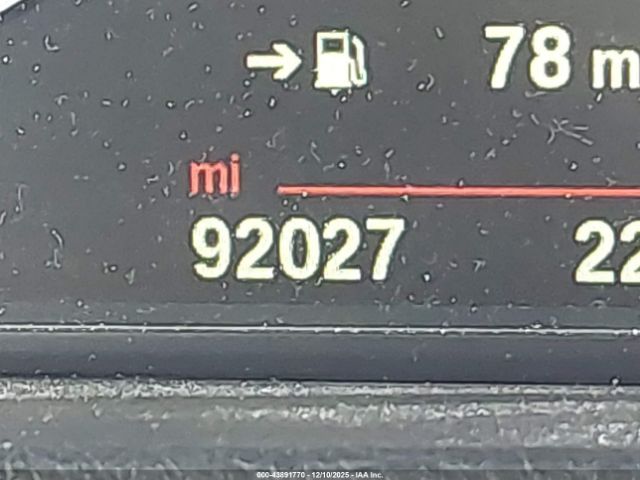 → 78 m
mi
92027 22
000-43891770 - 12/10/2025 - IAA Inc.